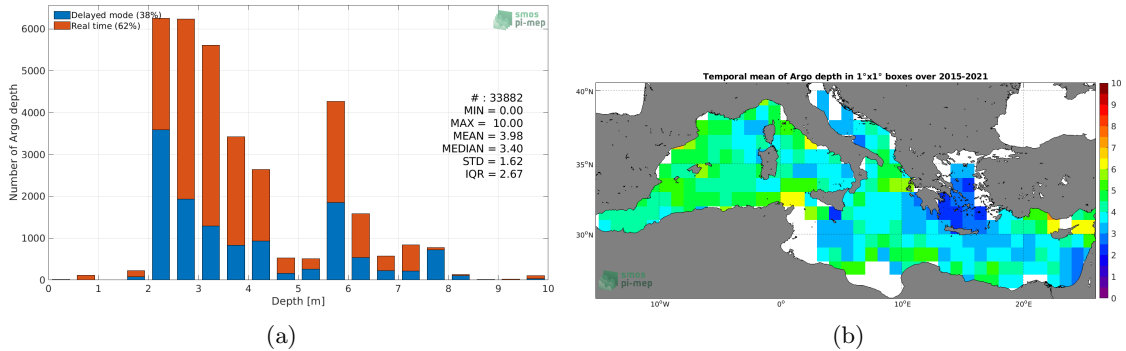 Delayed mode (38%)
Real time (62%)
smos
pi-mep
Number of Argo depth
6000
5000
4000
3000
2000
1000
0
# : 33882
MIN = 0.00
MAX = 10.00
MEAN = 3.98
MEDIAN = 3.40
STD = 1.62
IQR = 2.67
0 1 2 3 4 5 6 7 8 9 10
Depth [m]
(a)
Temporal mean of Argo depth in 1°x1° boxes over 2015-2021
40°N
35°N
30°N
10°W 0° 10°E 20°E
smos
pi-mep
10
9
8
7
6
5
4
3
2
1
0
(b)